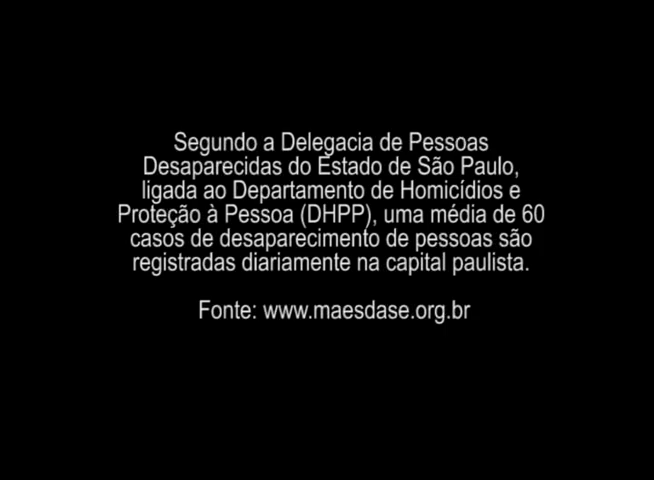 Segundo a Delegacia de Pessoas
Desaparecidas do Estado de São Paulo,
ligada ao Departamento de Homicídios e
Proteção à Pessoa (DHPP), uma média de 60
casos de desaparecimento de pessoas são
registradas diariamente na capital paulista.
Fonte: www.maesdase.org.br